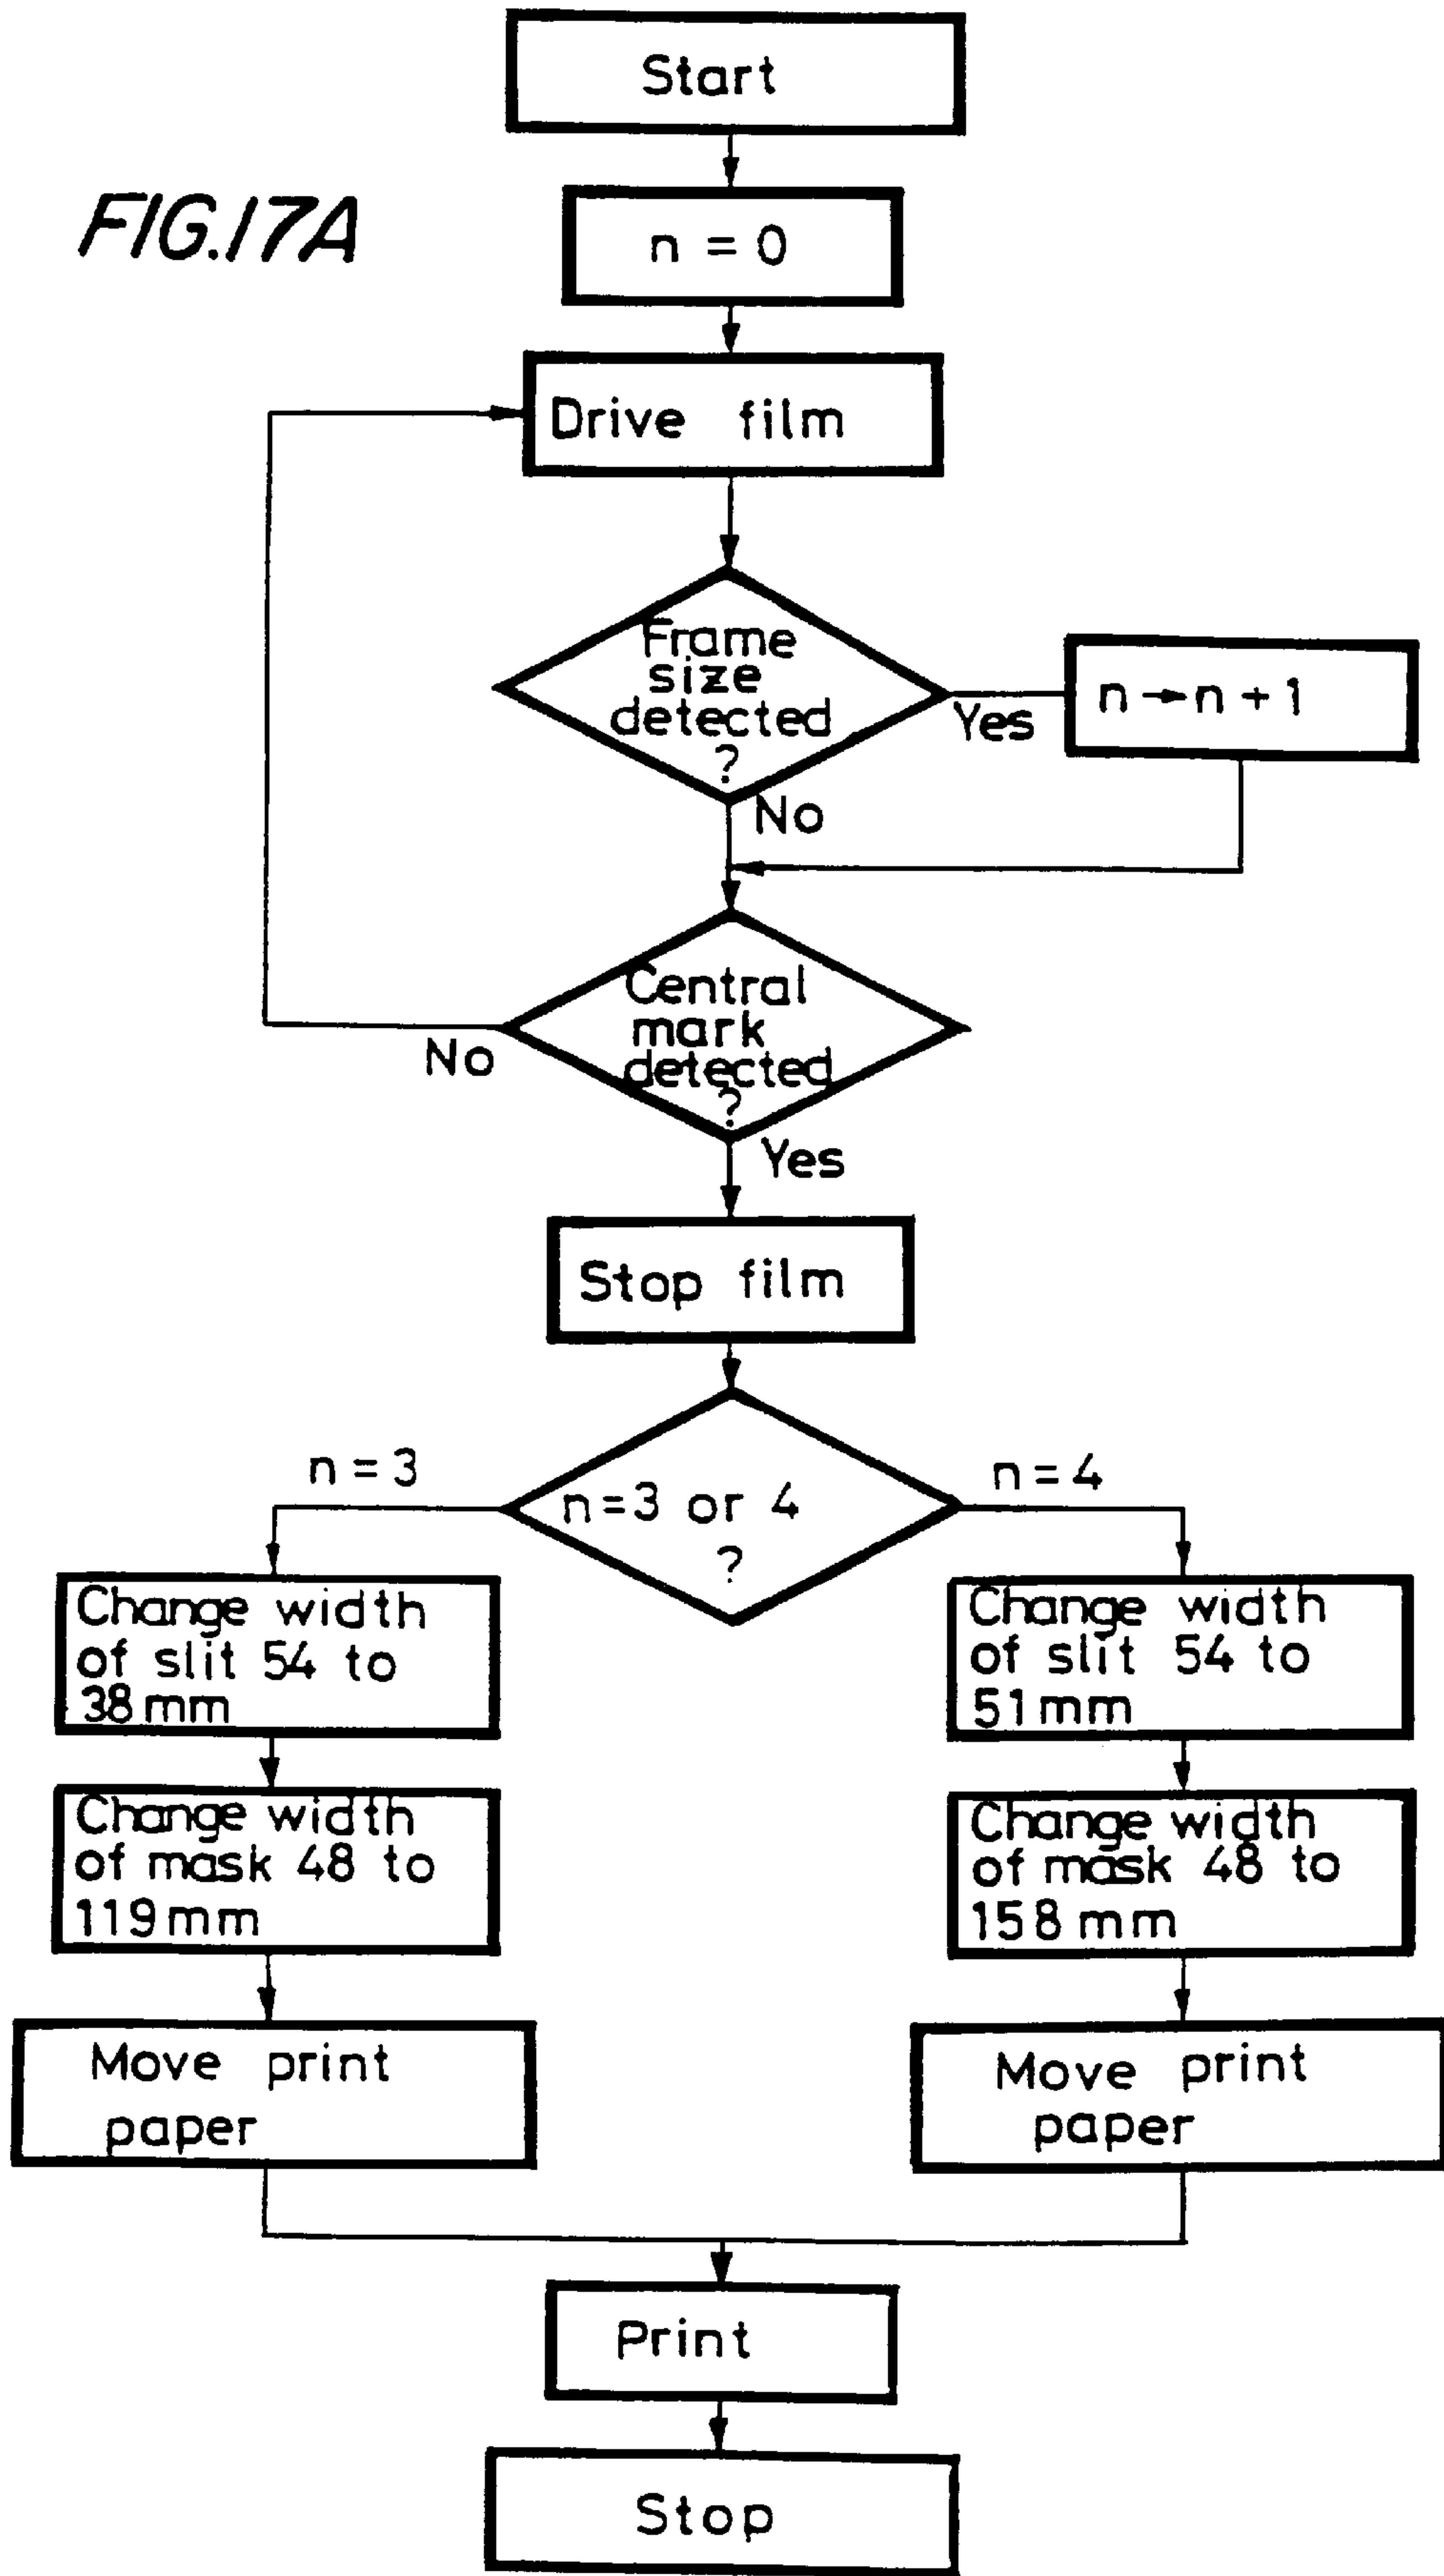 Start
FIG.17A
n = 0
Drive film
Frame
size
detected
?
Yes
n→n + 1
No
Central
mark
detected
?
No
Yes
Stop film
n = 3
n=3 or 4
?
n = 4
Change width
of slit 54 to
38 mm
Change width
of slit 54 to
51 mm
Change width
of mask 48 to
119 mm
Change width
of mask 48 to
158 mm
Move print
paper
Move print
paper
Print
Stop